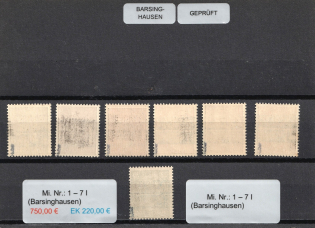 BARSING-
HAUSEN
GEPRÜFT
Mi. Nr.: 1 – 7 I
(Barsinghausen)
750,00 € EK 220,00 €
Mi. Nr.: 1 – 7 I
(Barsinghausen)